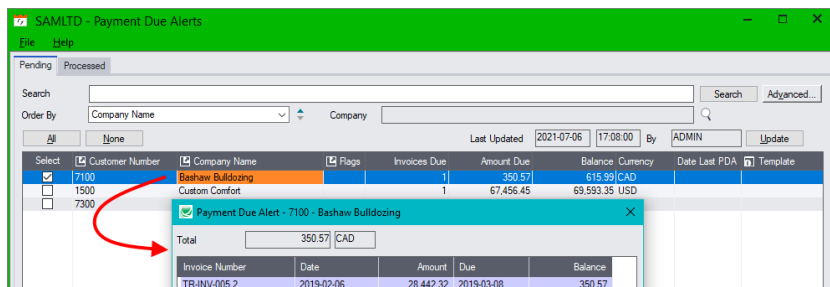 SAMLTD - Payment Due Alerts
File Help
Pending Processed
Search Search Advanced...
Order By Company Name Company
All None Last Updated 2021-07-06 17:08:00 By ADMIN Update
Select Customer Number Company Name Flags Invoices Due Amount Due Balance Currency Date Last PDA Template
7100 Bashaw Bulldozing 1 350.57 615.99 CAD
1500 Custom Comfort 1 67,456.45 69,593.35 USD
7300
Payment Due Alert - 7100 - Bashaw Bulldozing
Total 350.57 CAD
Invoice Number Date Amount Due Balance
TR-INV-005.2 2019-02-06 28,442.32 2019-03-08 350.57